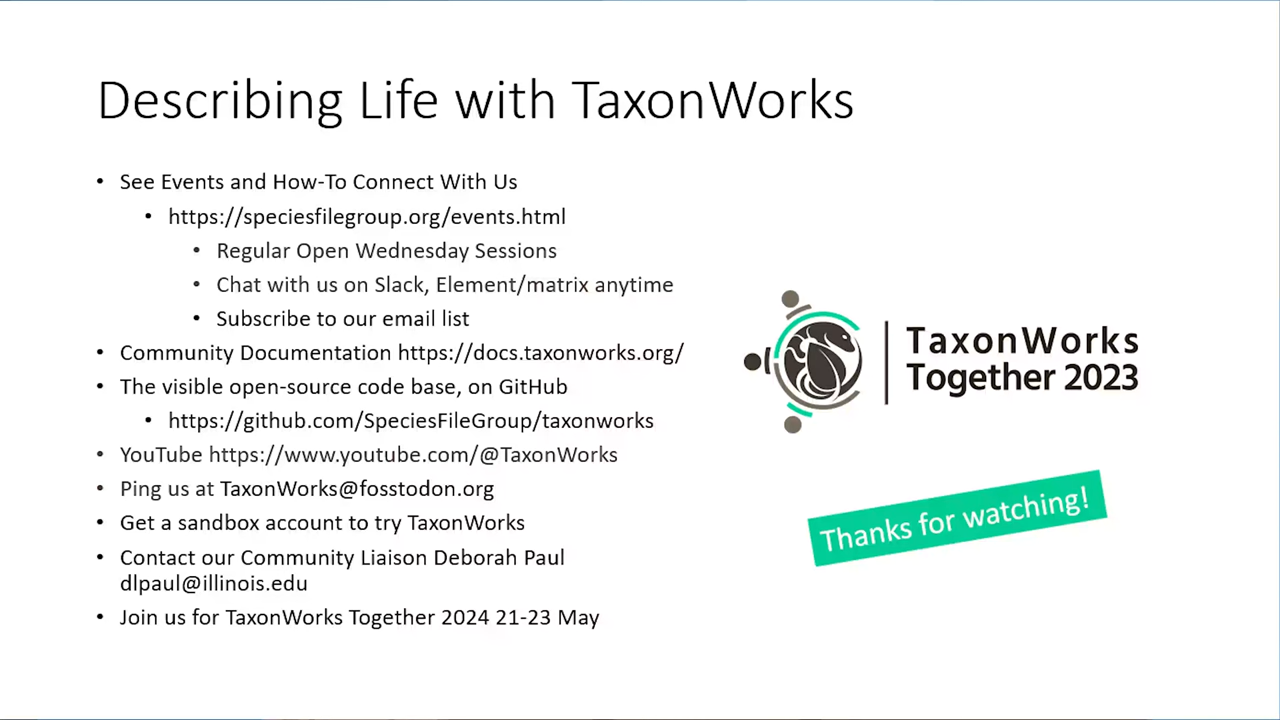 Describing Life with TaxonWorks
• See Events and How-To Connect With Us
• https://speciesfilegroup.org/events.html
• Regular Open Wednesday Sessions
• Chat with us on Slack, Element/matrix anytime
• Subscribe to our email list
• Community Documentation https://docs.taxonworks.org/
• The visible open-source code base, on GitHub
• https://github.com/SpeciesFileGroup/taxonworks
• YouTube https://www.youtube.com/@TaxonWorks
• Ping us at TaxonWorks@fosstodon.org
• Get a sandbox account to try TaxonWorks
• Contact our Community Liaison Deborah Paul
dlpaul@illinois.edu
• Join us for TaxonWorks Together 2024 21-23 May
TaxonWorks
Together 2023
Thanks for watching!